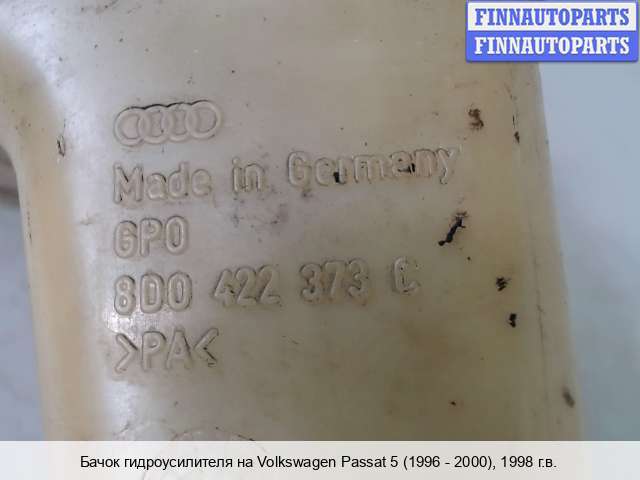 FINNAUTOPARTS
FINNAUTOPARTS
Made in Germany
GPO
8D0 422 373 C
>PA<
Бачок гидроусилителя на Volkswagen Passat 5 (1996 - 2000), 1998 г.в.